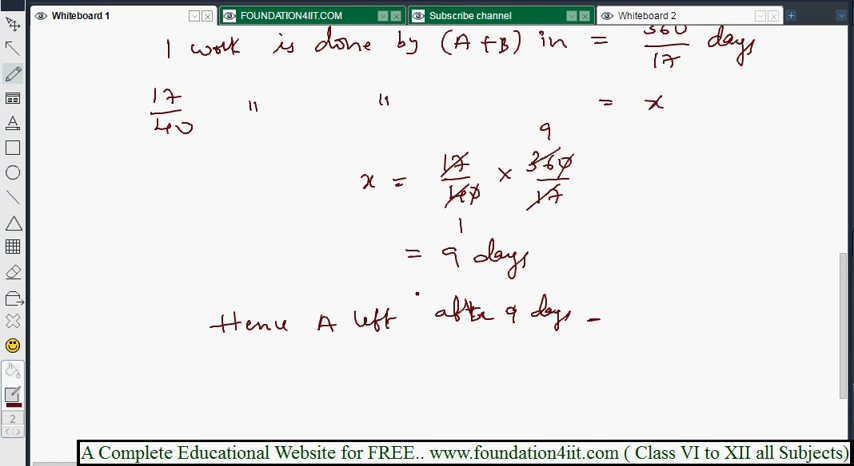 Whiteboard 1
FOUNDATION4IIT.COM
Subscribe channel
Whiteboard 2
1 work is done by (A+B) in = 360/17 days
17/40 " " = x
9
x = 17/40 × 360/17
1
= 9 days
Hence A left after 9 days -
2
A Complete Educational Website for FREE.. www.foundation4iit.com ( Class VI to XII all Subjects)